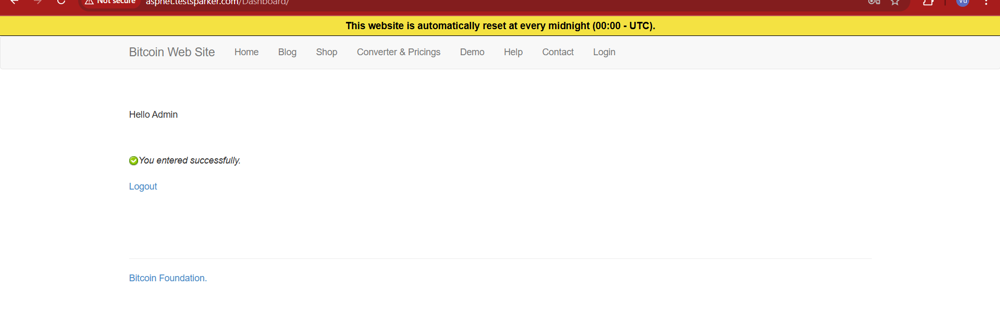 Not secure aspnet.testsparker.com/Dashboard/
Vu
This website is automatically reset at every midnight (00:00 - UTC).
Bitcoin Web Site Home Blog Shop Converter & Pricings Demo Help Contact Login
Hello Admin
You entered successfully.
Logout
Bitcoin Foundation.